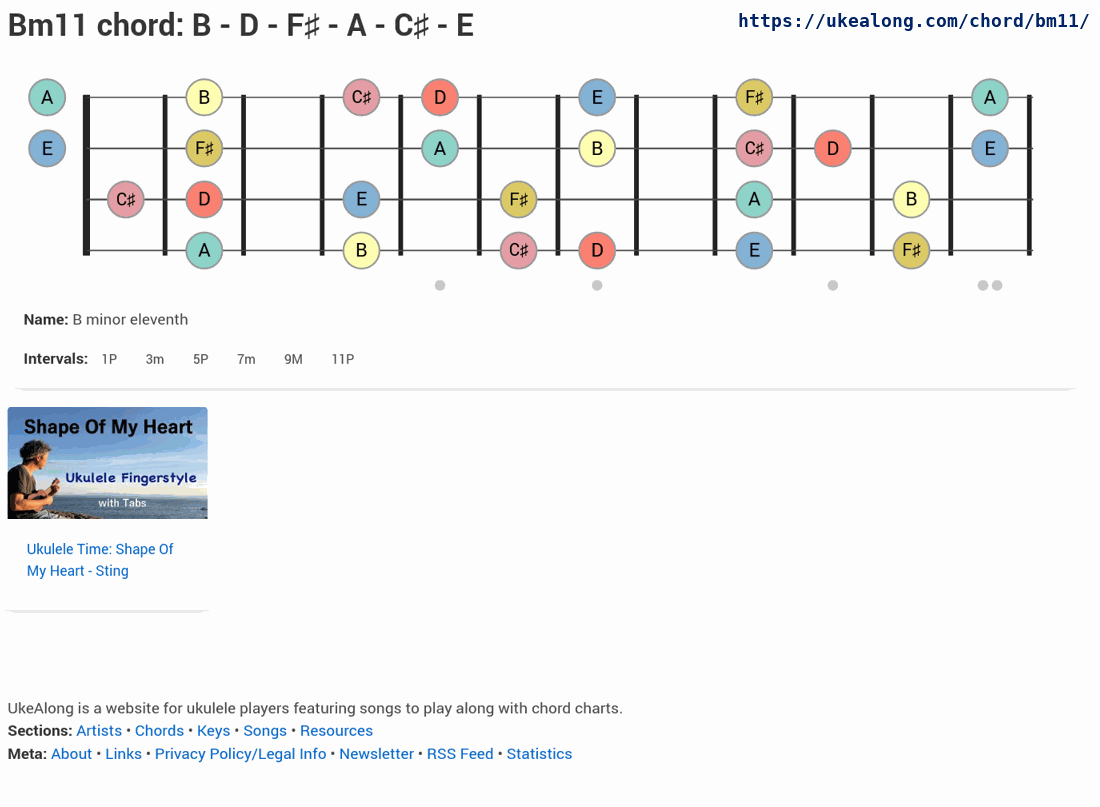 Bm11 chord: B - D - F♯ - A - C♯ - E
https://ukealong.com/chord/bm11/
A B C♯ D E F♯ A
E F♯ A B C♯ D E
C♯ D E F♯ A B
A B C♯ D E F♯
Name: B minor eleventh
Intervals: 1P 3m 5P 7m 9M 11P
Shape Of My Heart
Ukulele Fingerstyle
with Tabs
Ukulele Time: Shape Of
My Heart - Sting
UkeAlong is a website for ukulele players featuring songs to play along with chord charts.
Sections: Artists • Chords • Keys • Songs • Resources
Meta: About • Links • Privacy Policy/Legal Info • Newsletter • RSS Feed • Statistics